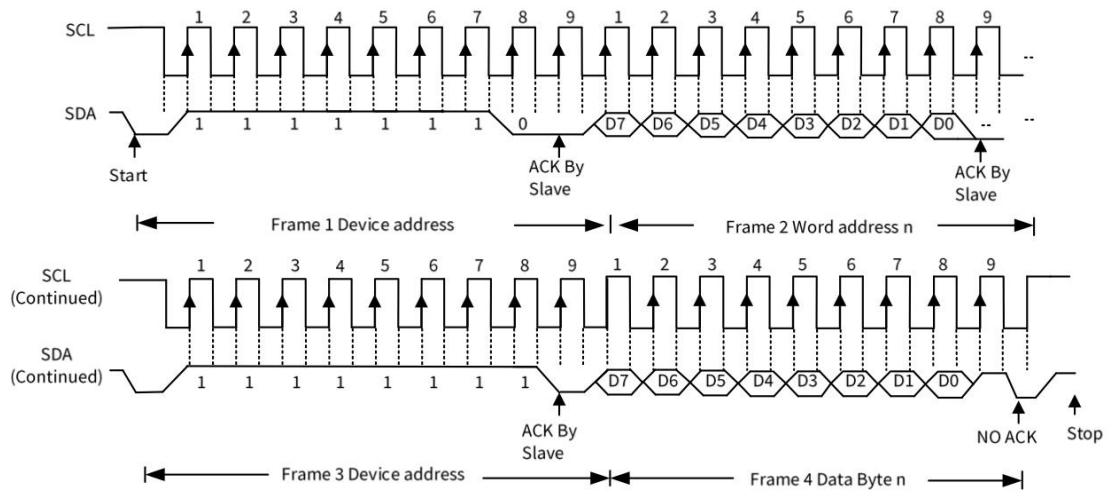 1 2 3 4 5 6 7 8 9 1 2 3 4 5 6 7 8 9
SCL
--
SDA
1 1 1 1 1 1 1 0 D7 D6 D5 D4 D3 D2 D1 D0 -- --
Start
ACK By
Slave
ACK By
Slave
Frame 1 Device address
Frame 2 Word address n
1 2 3 4 5 6 7 8 9 1 2 3 4 5 6 7 8 9
SCL
(Continued)
SDA
(Continued)
1 1 1 1 1 1 1 1 D7 D6 D5 D4 D3 D2 D1 D0
ACK By
Slave
NO ACK
Stop
Frame 3 Device address
Frame 4 Data Byte n